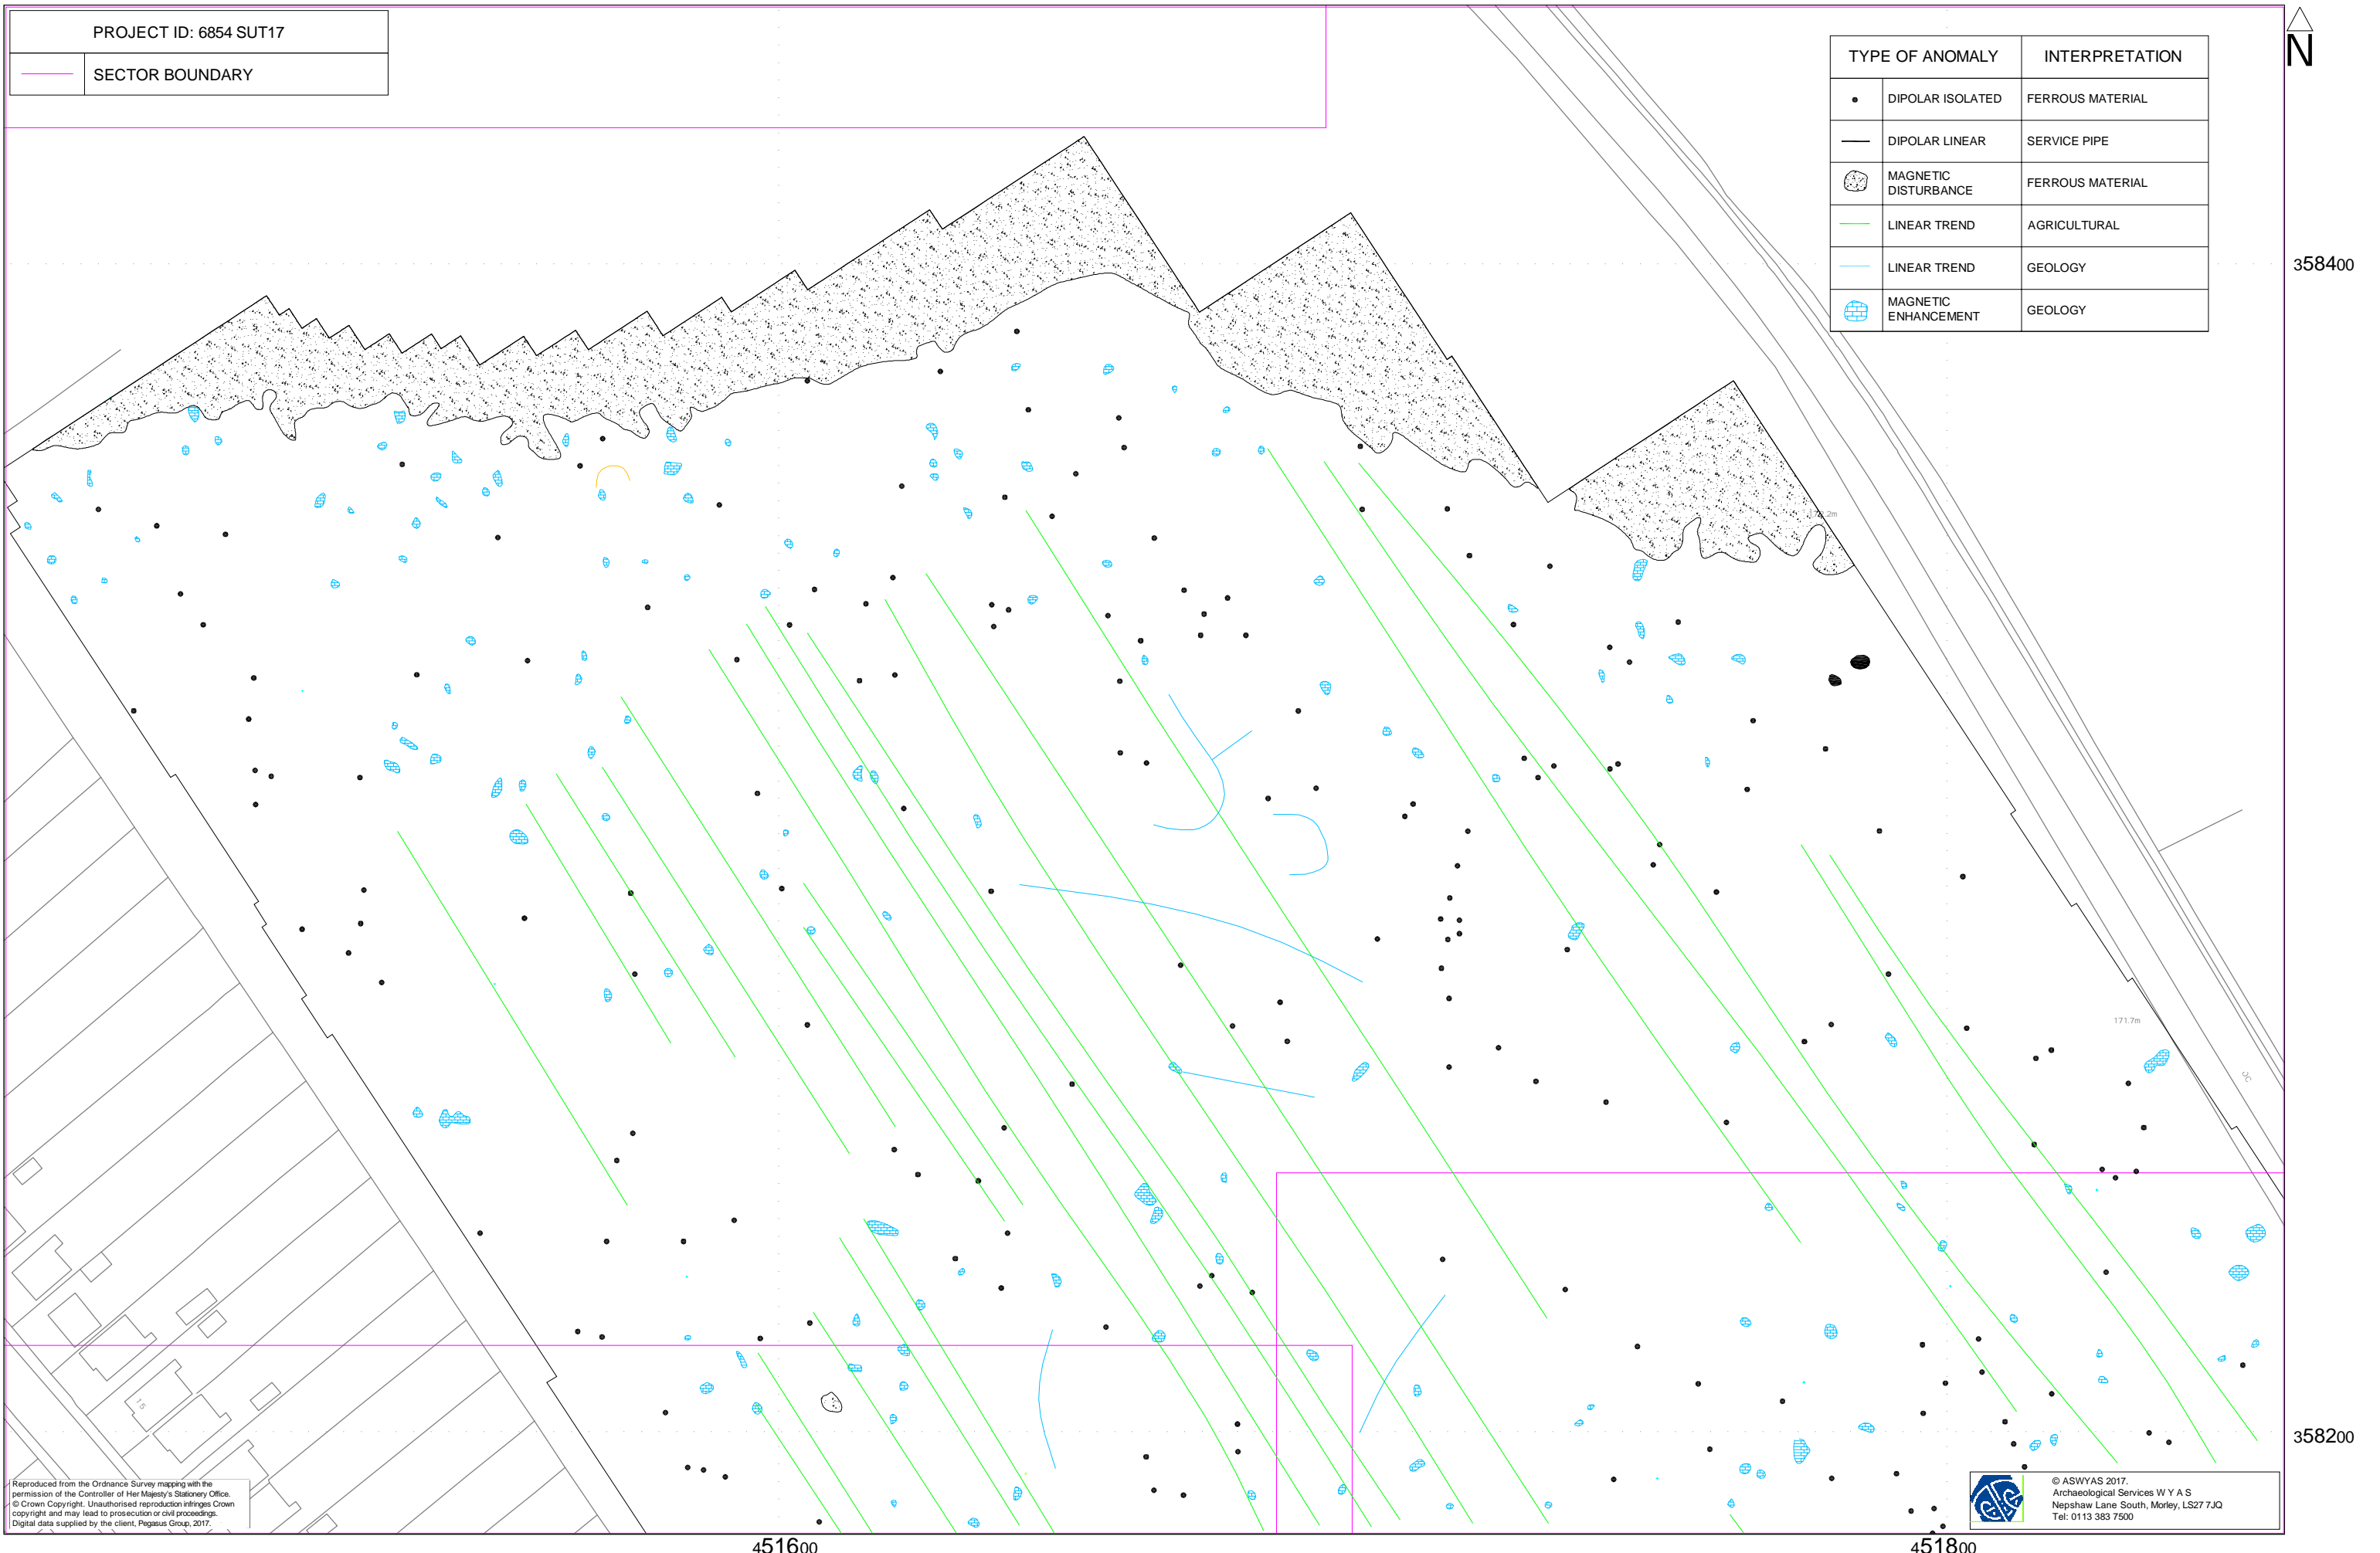 PROJECT ID: 6854 SUT17
SECTOR BOUNDARY
N
TYPE OF ANOMALY INTERPRETATION
DIPOLAR ISOLATED FERROUS MATERIAL
DIPOLAR LINEAR SERVICE PIPE
MAGNETIC
DISTURBANCE FERROUS MATERIAL
LINEAR TREND AGRICULTURAL
LINEAR TREND GEOLOGY
MAGNETIC
ENHANCEMENT GEOLOGY
358400
171.7m
15
358200
Reproduced from the Ordnance Survey mapping with the
permission of the Controller of Her Majesty's Stationery Office.
© Crown Copyright. Unauthorised reproduction infringes Crown
copyright and may lead to prosecution or civil proceedings.
Digital data supplied by the client, Pegasus Group, 2017.
© ASWYAS 2017.
Archaeological Services W Y A S
Nepshaw Lane South, Morley, LS27 7JQ
Tel: 0113 383 7500
451600
451800